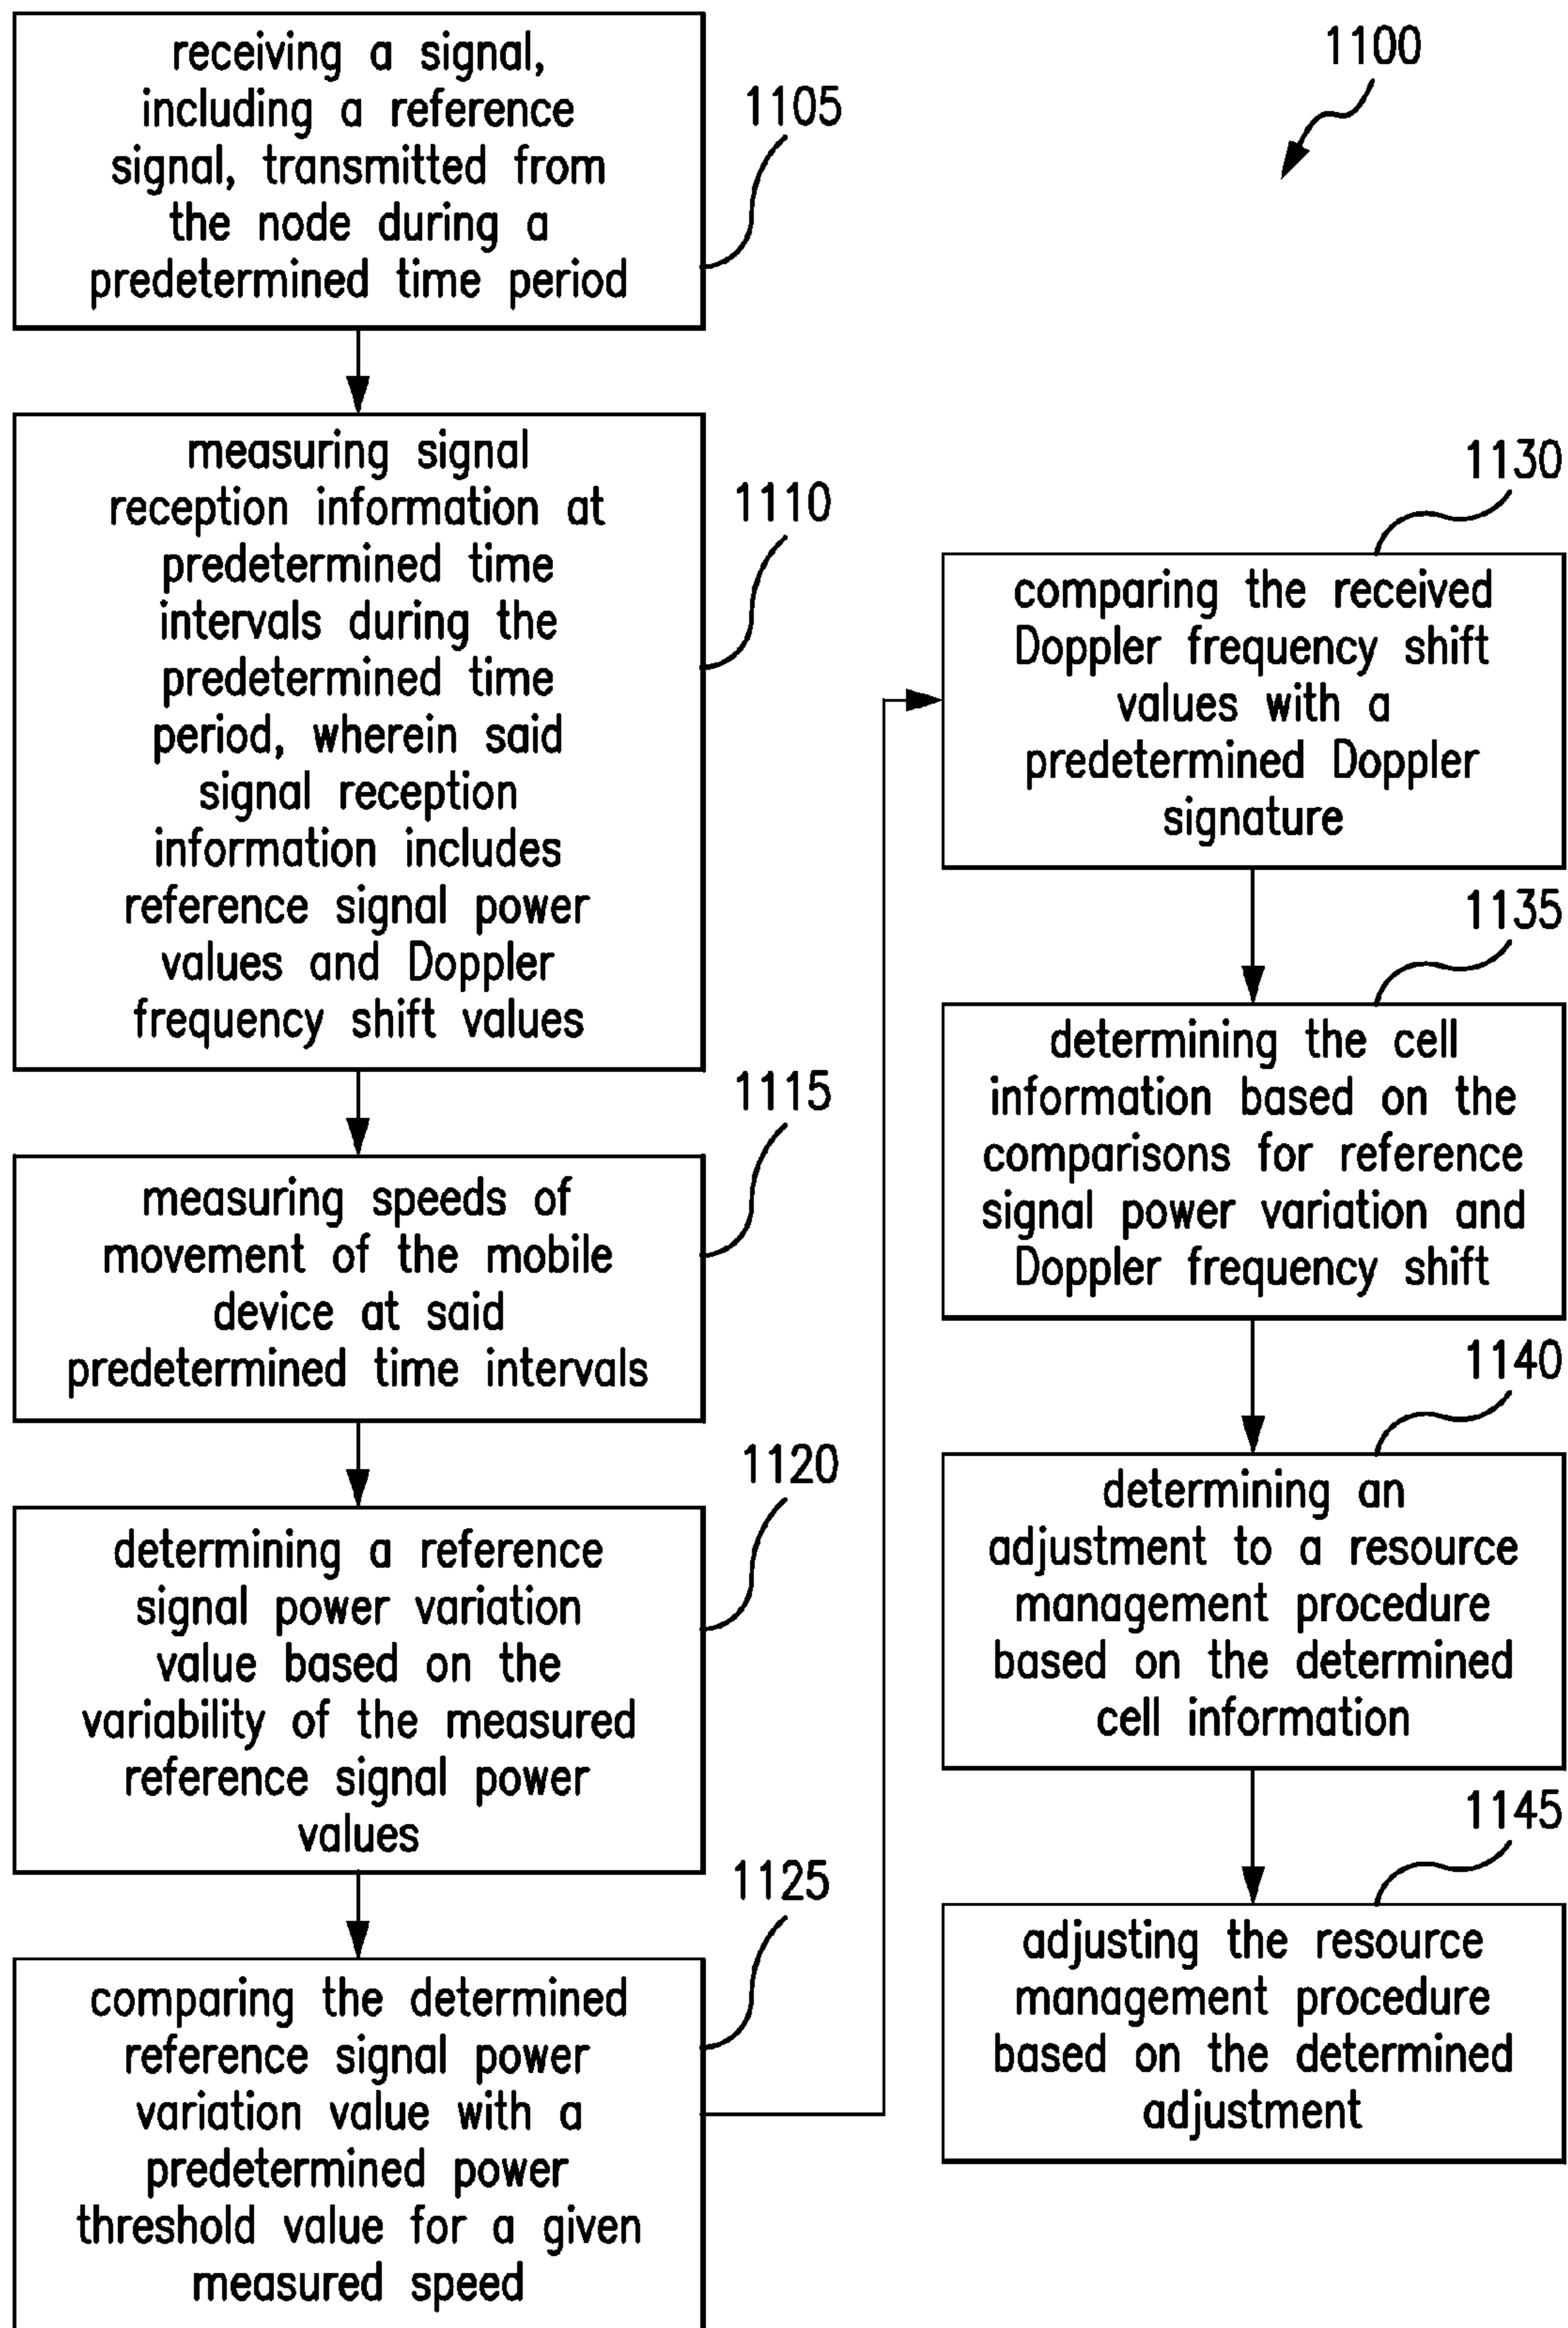 1100
receiving a signal,
including a reference
signal, transmitted from
the node during a
predetermined time period
1105
measuring signal
reception information at
predetermined time
intervals during the
predetermined time
period, wherein said
signal reception
information includes
reference signal power
values and Doppler
frequency shift values
1110
measuring speeds of
movement of the mobile
device at said
predetermined time intervals
1115
determining a reference
signal power variation
value based on the
variability of the measured
reference signal power
values
1120
comparing the determined
reference signal power
variation value with a
predetermined power
threshold value for a given
measured speed
1125
comparing the received
Doppler frequency shift
values with a
predetermined Doppler
signature
1130
determining the cell
information based on the
comparisons for reference
signal power variation and
Doppler frequency shift
1135
determining an
adjustment to a resource
management procedure
based on the determined
cell information
1140
adjusting the resource
management procedure
based on the determined
adjustment
1145